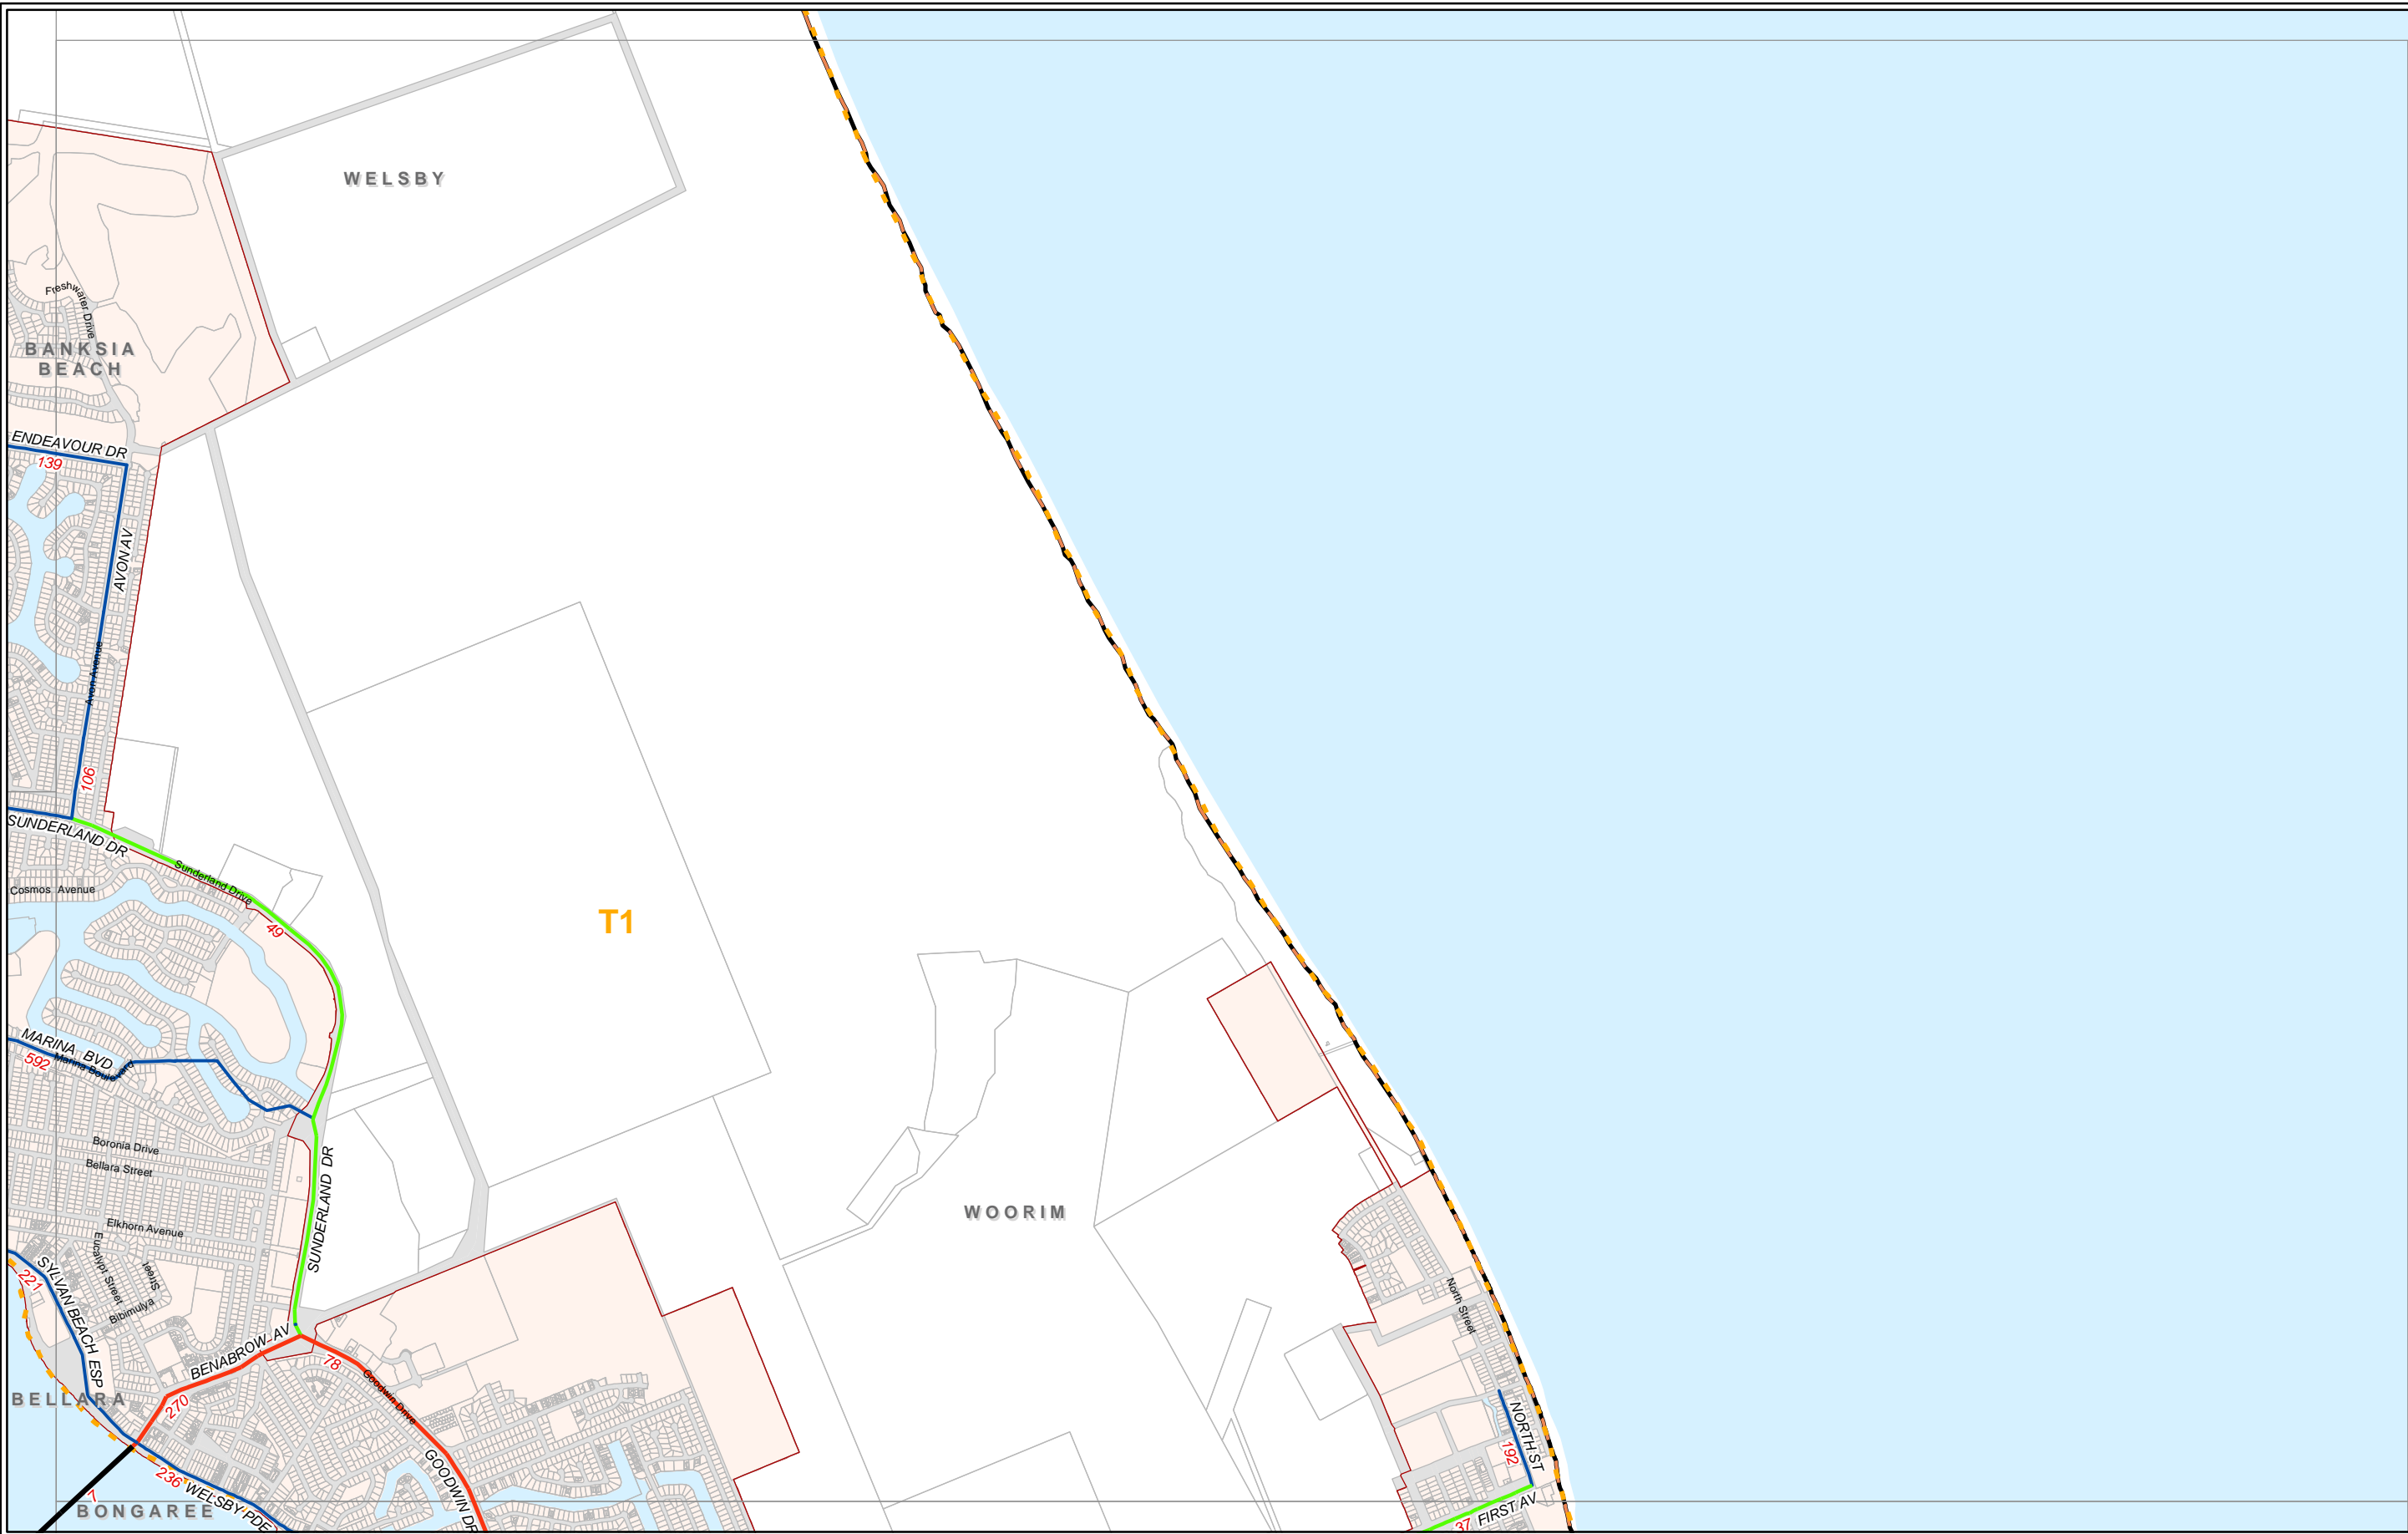 WELSBY
Freshwater Drive
BANKSIA
BEACH
ENDEAVOUR DR
139
AVON AV
Avon Avenue
106
SUNDERLAND DR
Sunderland Drive
Cosmos Avenue
49
T1
MARINA BVD
592
Marina Boulevard
Boronia Drive
Bellara Street
SUNDERLAND DR
WOORIM
Elkhorn Avenue
Eucalypt Street
Bibimulya
Street
221
SYLVAN BEACH ESP
North Street
BENABROW AV
78
Goodwin Drive
BELLARA
270
GOODWIN DR
NORTH ST
192
236
WELSBY PDE
7
BONGAREE
37
FIRST AV